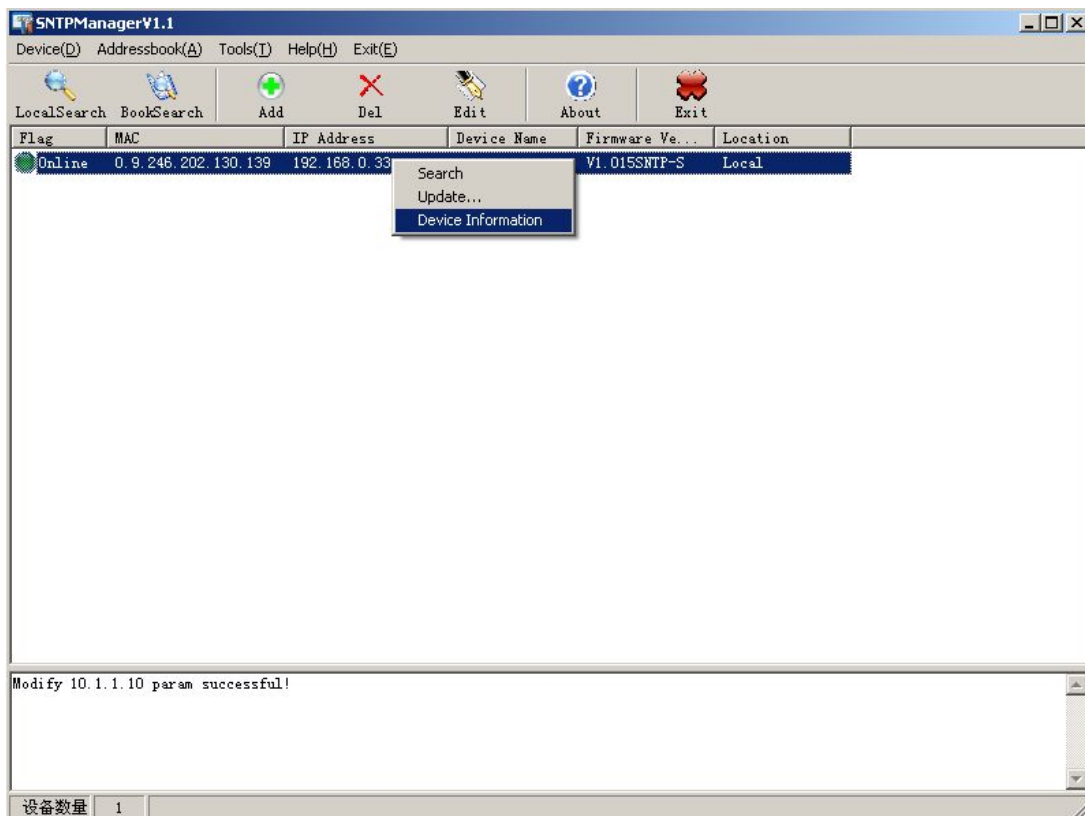 SNTPManagerV1.1
Device(D) Addressbook(A) Tools(T) Help(H) Exit(E)
LocalSearch BookSearch Add Del Edit About Exit
Flag MAC IP Address Device Name Firmware Ve... Location
Online 0.9.246.202.130.139 192.168.0.33 V1.015SNTP-S Local
Search
Update...
Device Information
Modify 10.1.1.10 param successful!
设备数量 1